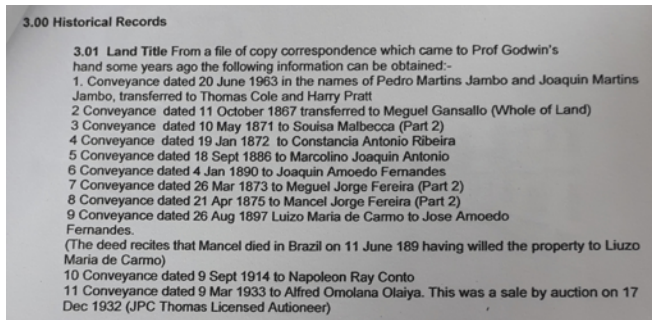 3.00 Historical Records
3.01 Land Title From a file of copy correspondence which came to Prof Godwin's
hand some years ago the following information can be obtained:-
1. Conveyance dated 20 June 1963 in the names of Pedro Martins Jambo and Joaquin Martins
Jambo, transferred to Thomas Cole and Harry Pratt
2 Conveyance dated 11 October 1867 transferred to Meguel Gansallo (Whole of Land)
3 Conveyance dated 10 May 1871 to Souisa Malbecca (Part 2)
4 Conveyance dated 19 Jan 1872 to Constancia Antonio Ribeira
5 Conveyance dated 18 Sept 1886 to Marcolino Joaquin Antonio
6 Conveyance dated 4 Jan 1890 to Joaquin Amoedo Fernandes
7 Conveyance dated 26 Mar 1873 to Meguel Jorge Fereira (Part 2)
8 Conveyance dated 21 Apr 1875 to Mancel Jorge Fereira (Part 2)
9 Conveyance dated 26 Aug 1897 Luizo Maria de Carmo to Jose Amoedo
Fernandes.
(The deed recites that Mancel died in Brazil on 11 June 189 having willed the property to Liuzo
Maria de Carmo)
10 Conveyance dated 9 Sept 1914 to Napoleon Ray Conto
11 Conveyance dated 9 Mar 1933 to Alfred Omolana Olaiya. This was a sale by auction on 17
Dec 1932 (JPC Thomas Licensed Autioneer)